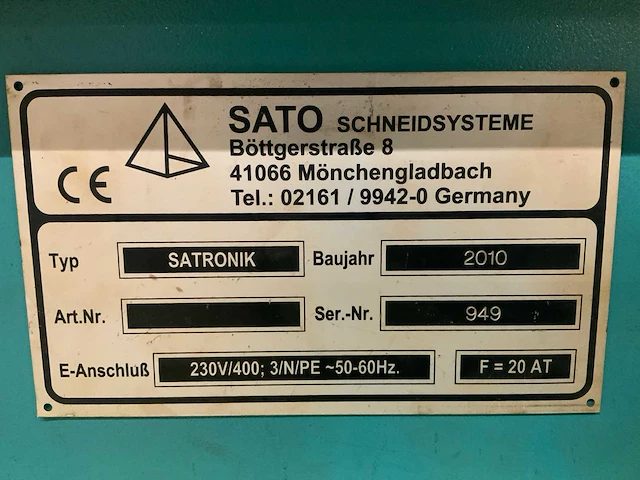 SATO SCHNEIDSYSTEME
Böttgerstraße 8
41066 Mönchengladbach
Tel.: 02161 / 9942-0 Germany
CE
Typ SATRONIK Baujahr 2010
Art.Nr. Ser.-Nr. 949
E-Anschluß 230V/400; 3/N/PE ~50-60Hz. F = 20 AT